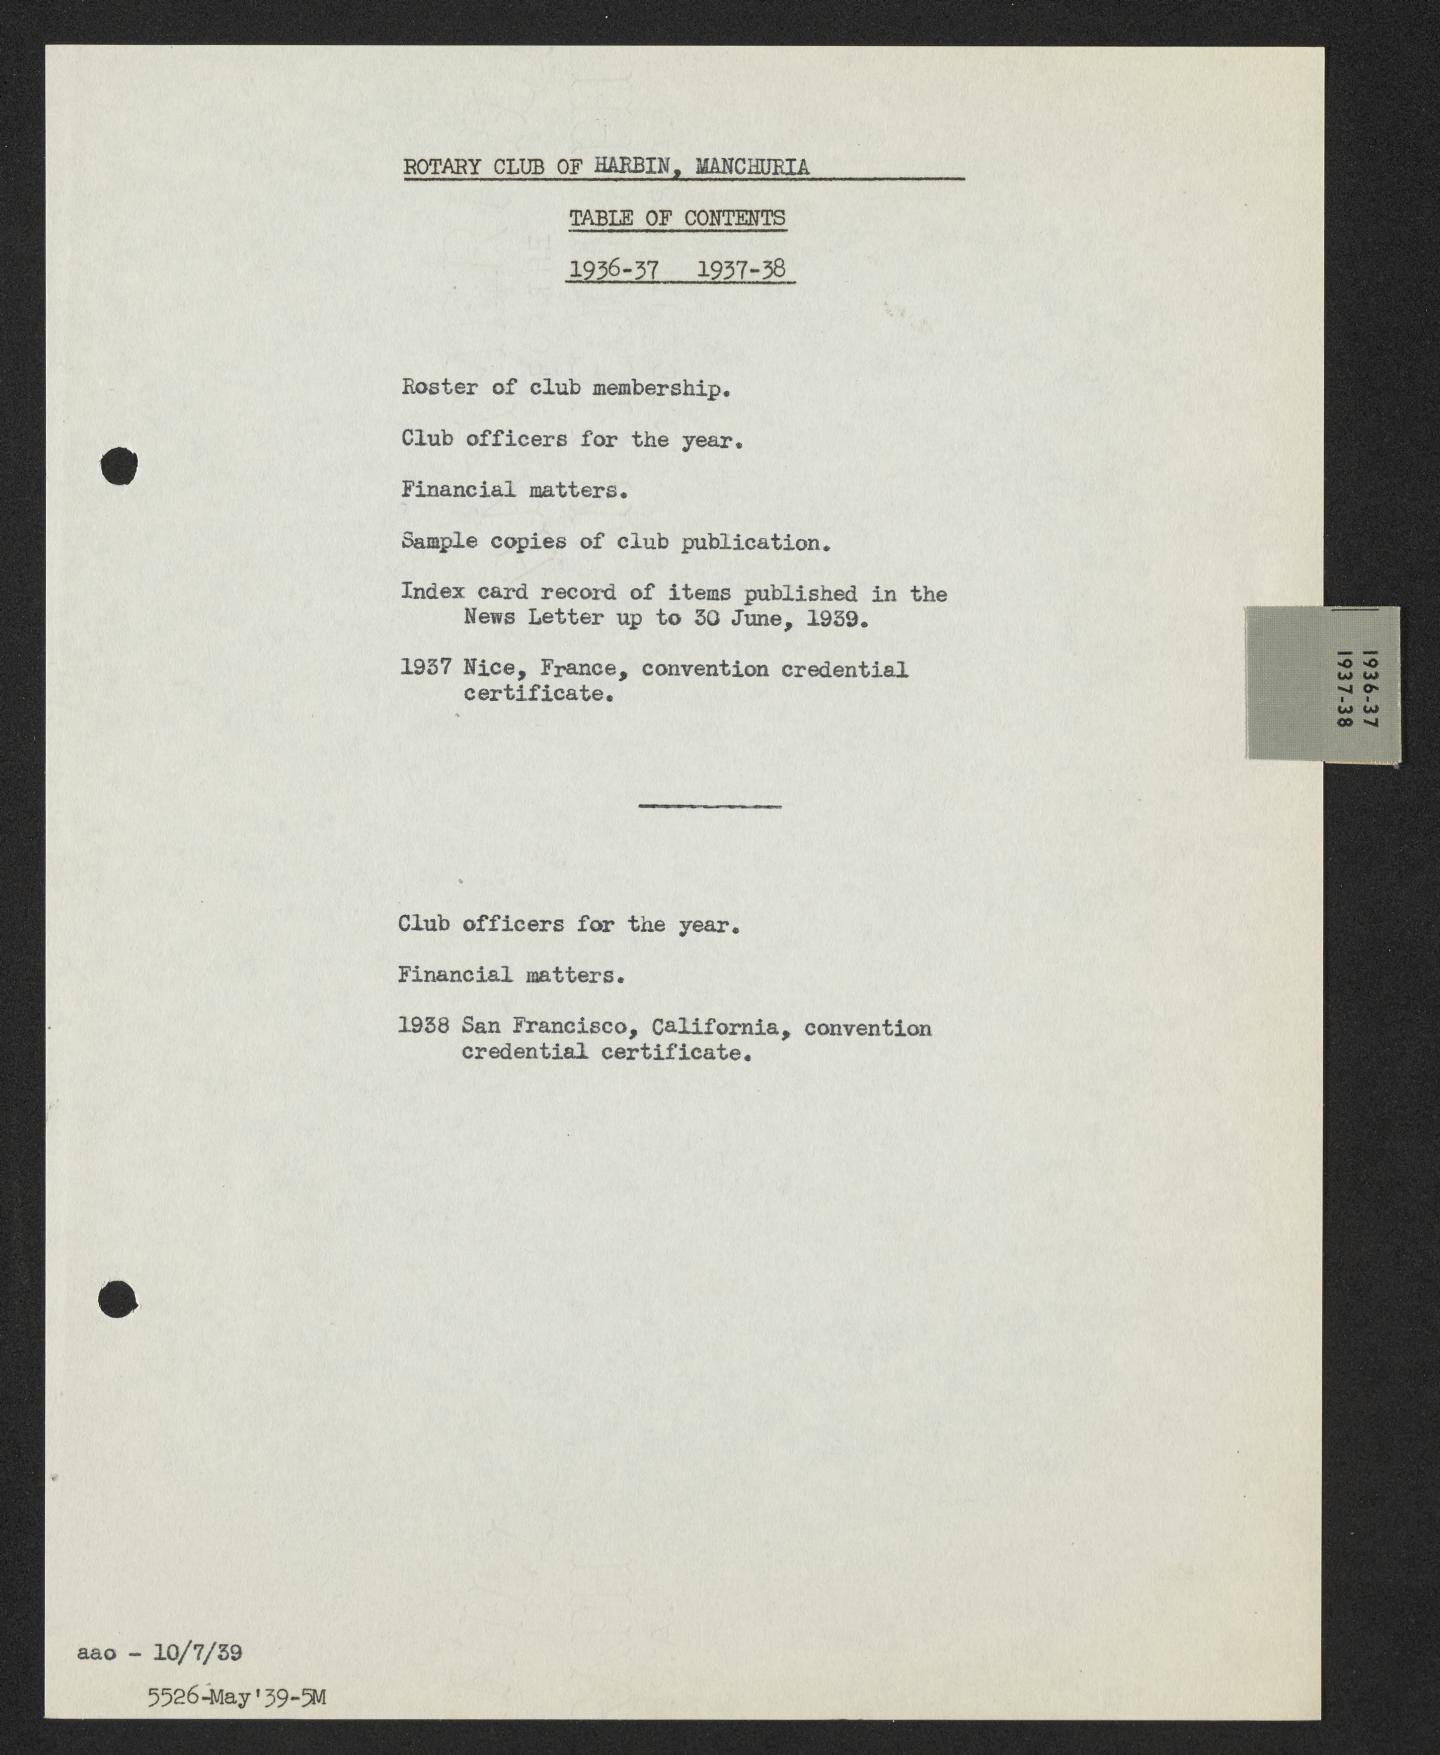 ROTARY CLUB OF HARBIN, MANCHURIA
TABLE OF CONTENTS
1936-37 1937-38
Roster of club membership.
Club officers for the year.
Financial matters.
Sample copies of club publication.
Index card record of items published in the
News Letter up to 30 June, 1939.
1937 Nice, France, convention credential
certificate.
1936-37
1937-38
Club officers for the year.
Financial matters.
1938 San Francisco, California, convention
credential certificate.
aao - 10/7/39
5526-May'39-5M